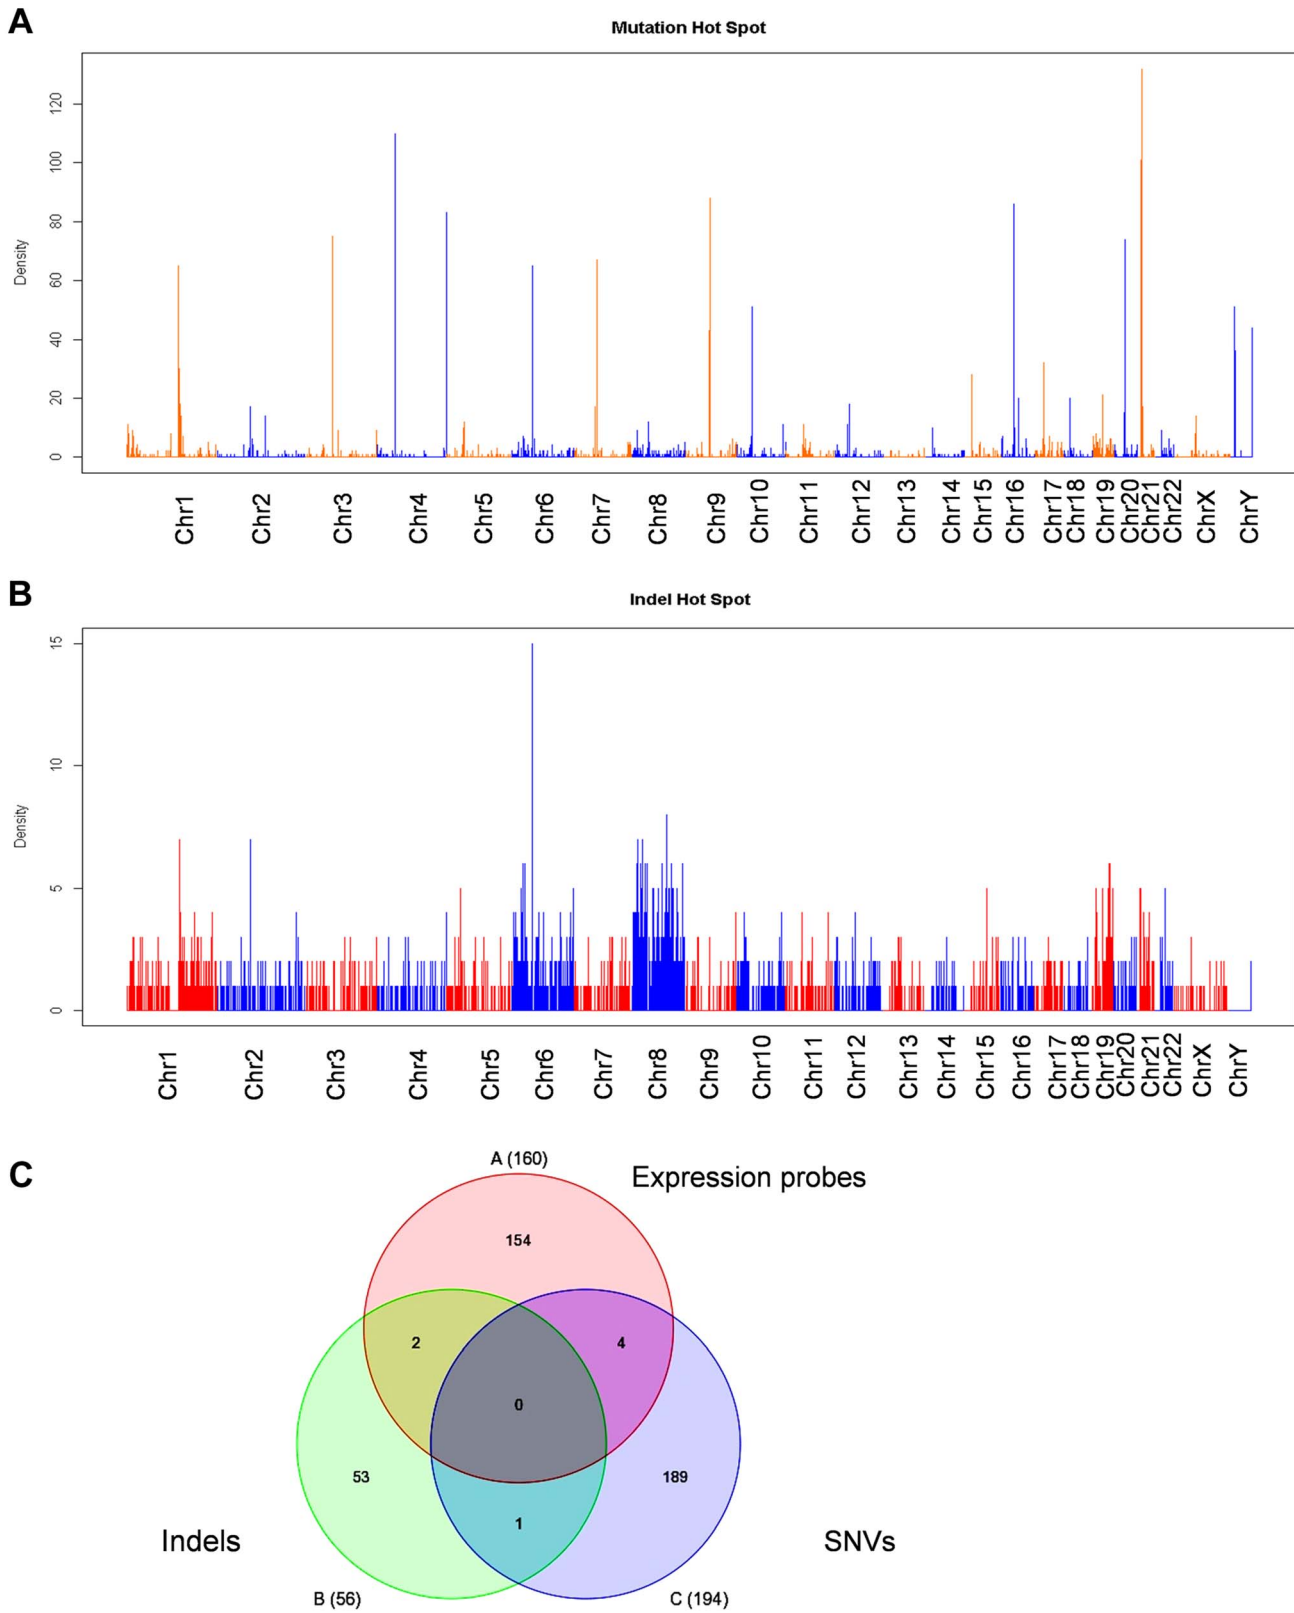 A
Mutation Hot Spot
Density
0
20
40
60
80
100
120
Chr1 Chr2 Chr3 Chr4 Chr5 Chr6 Chr7 Chr8 Chr9 Chr10 Chr11 Chr12 Chr13 Chr14 Chr15 Chr16 Chr17 Chr18 Chr19 Chr20 Chr21 Chr22 ChrX ChrY
B
Indel Hot Spot
Density
0
5
10
15
Chr1 Chr2 Chr3 Chr4 Chr5 Chr6 Chr7 Chr8 Chr9 Chr10 Chr11 Chr12 Chr13 Chr14 Chr15 Chr16 Chr17 Chr18 Chr19 Chr20 Chr21 Chr22 ChrX ChrY
C
A (160)
Expression probes
154
2
4
0
53
189
1
Indels
SNVs
B (56)
C (194)